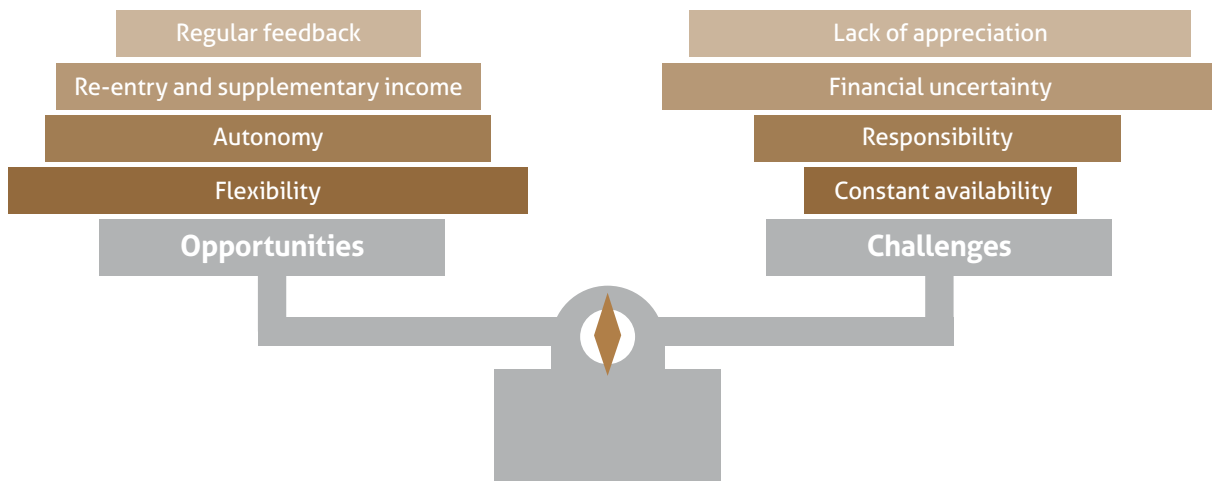 Regular feedback
Re-entry and supplementary income
Autonomy
Flexibility
Opportunities
Lack of appreciation
Financial uncertainty
Responsibility
Constant availability
Challenges